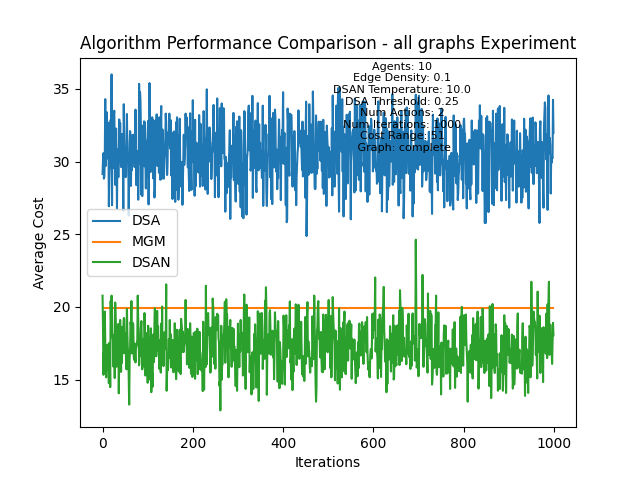 Algorithm Performance Comparison - all graphs Experiment
Agents: 10
Edge Density: 0.1
DSAN Temperature: 10.0
DSA Threshold: 0.25
Num Actions: 2
Num Iterations: 1000
Cost Range: 51
Graph: complete
35
30
25
20
15
Average Cost
DSA
MGM
DSAN
0
200
400
600
800
1000
Iterations